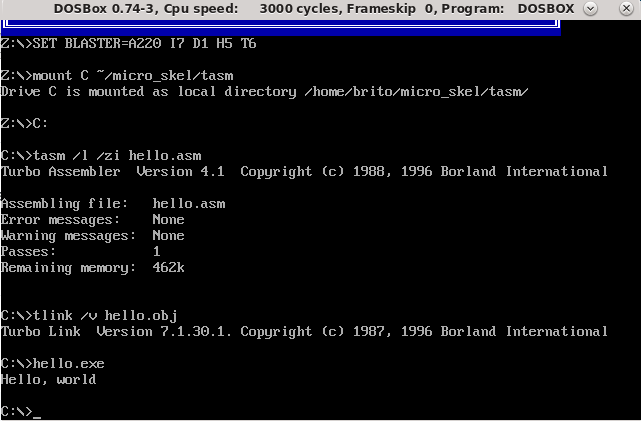 DOSBox 0.74-3, Cpu speed:    3000 cycles, Frameskip  0, Program:   DOSBOX
Z:\>SET BLASTER=A220 I7 D1 H5 T6
Z:\>mount C ~/micro_skel/tasm
Drive C is mounted as local directory /home/brito/micro_skel/tasm/
Z:\>C:
C:\>tasm /l /zi hello.asm
Turbo Assembler  Version 4.1  Copyright (c) 1988, 1996 Borland International
Assembling file:   hello.asm
Error messages:    None
Warning messages:  None
Passes:            1
Remaining memory:  462k
C:\>tlink /v hello.obj
Turbo Link  Version 7.1.30.1. Copyright (c) 1987, 1996 Borland International
C:\>hello.exe
Hello, world
C:\>_